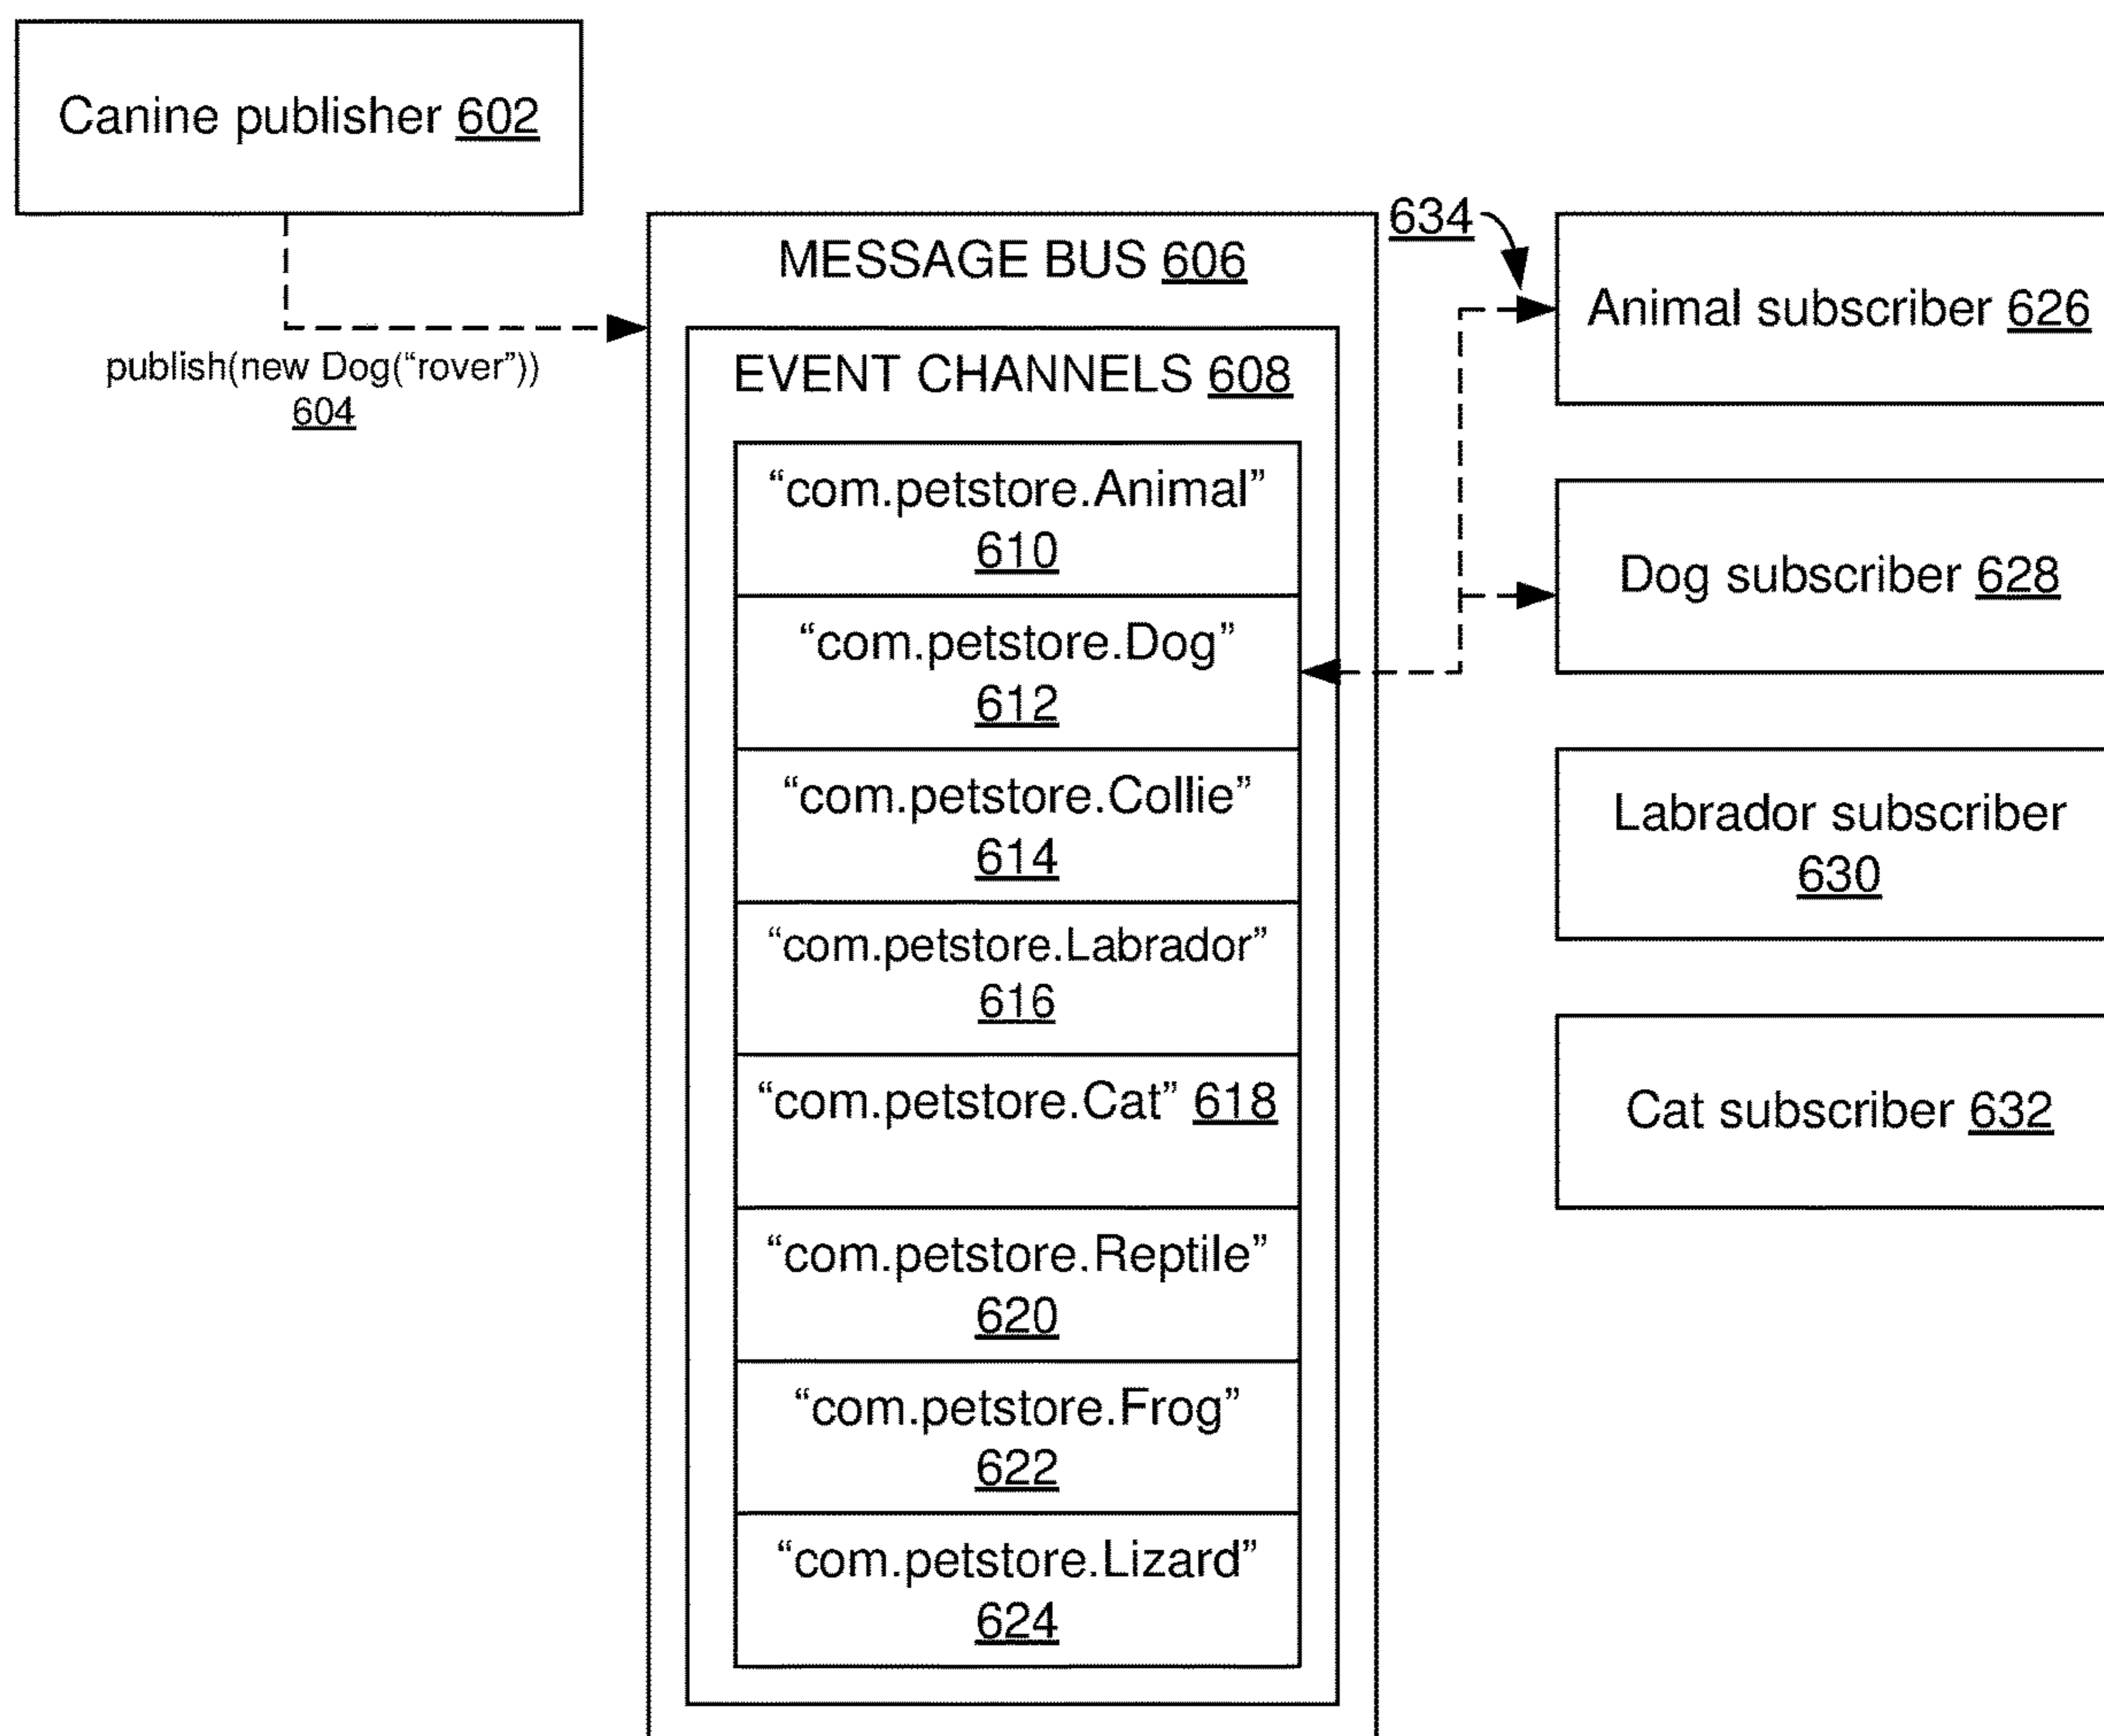 Canine publisher 602
publish(new Dog(“rover”))
604
MESSAGE BUS 606
EVENT CHANNELS 608
“com.petstore.Animal”
610
“com.petstore.Dog”
612
“com.petstore.Collie”
614
“com.petstore.Labrador”
616
“com.petstore.Cat” 618
“com.petstore.Reptile”
620
“com.petstore.Frog”
622
“com.petstore.Lizard”
624
634
Animal subscriber 626
Dog subscriber 628
Labrador subscriber
630
Cat subscriber 632